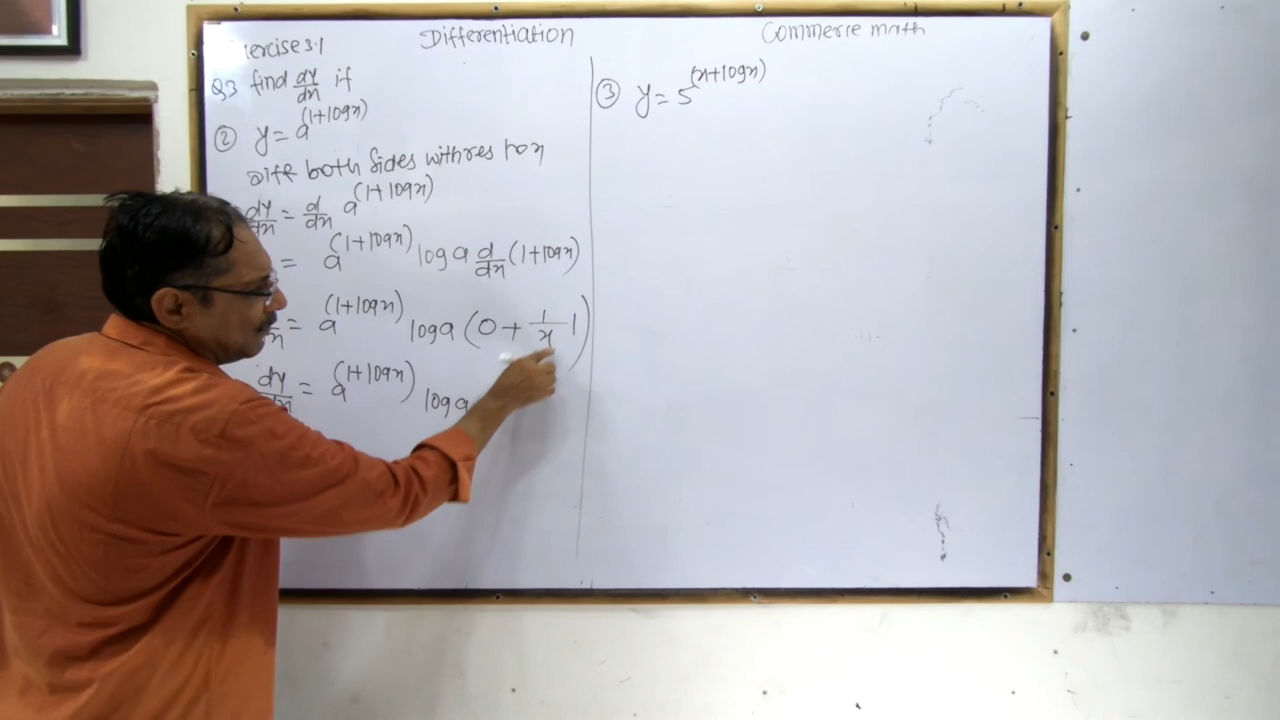 Differentiation
Commerce math
ercise 3.1
Q3 find dy/dx if
② y = a^(1+logx)
Diff both sides with res to x
dy/dx = d/dx a^(1+logx)
= a^(1+logx) log a d/dx (1+logx)
= a^(1+logx) log a (0 + 1/x 1)
dy/dx = a^(1+logx) log a
③ y = 5^(x+logx)